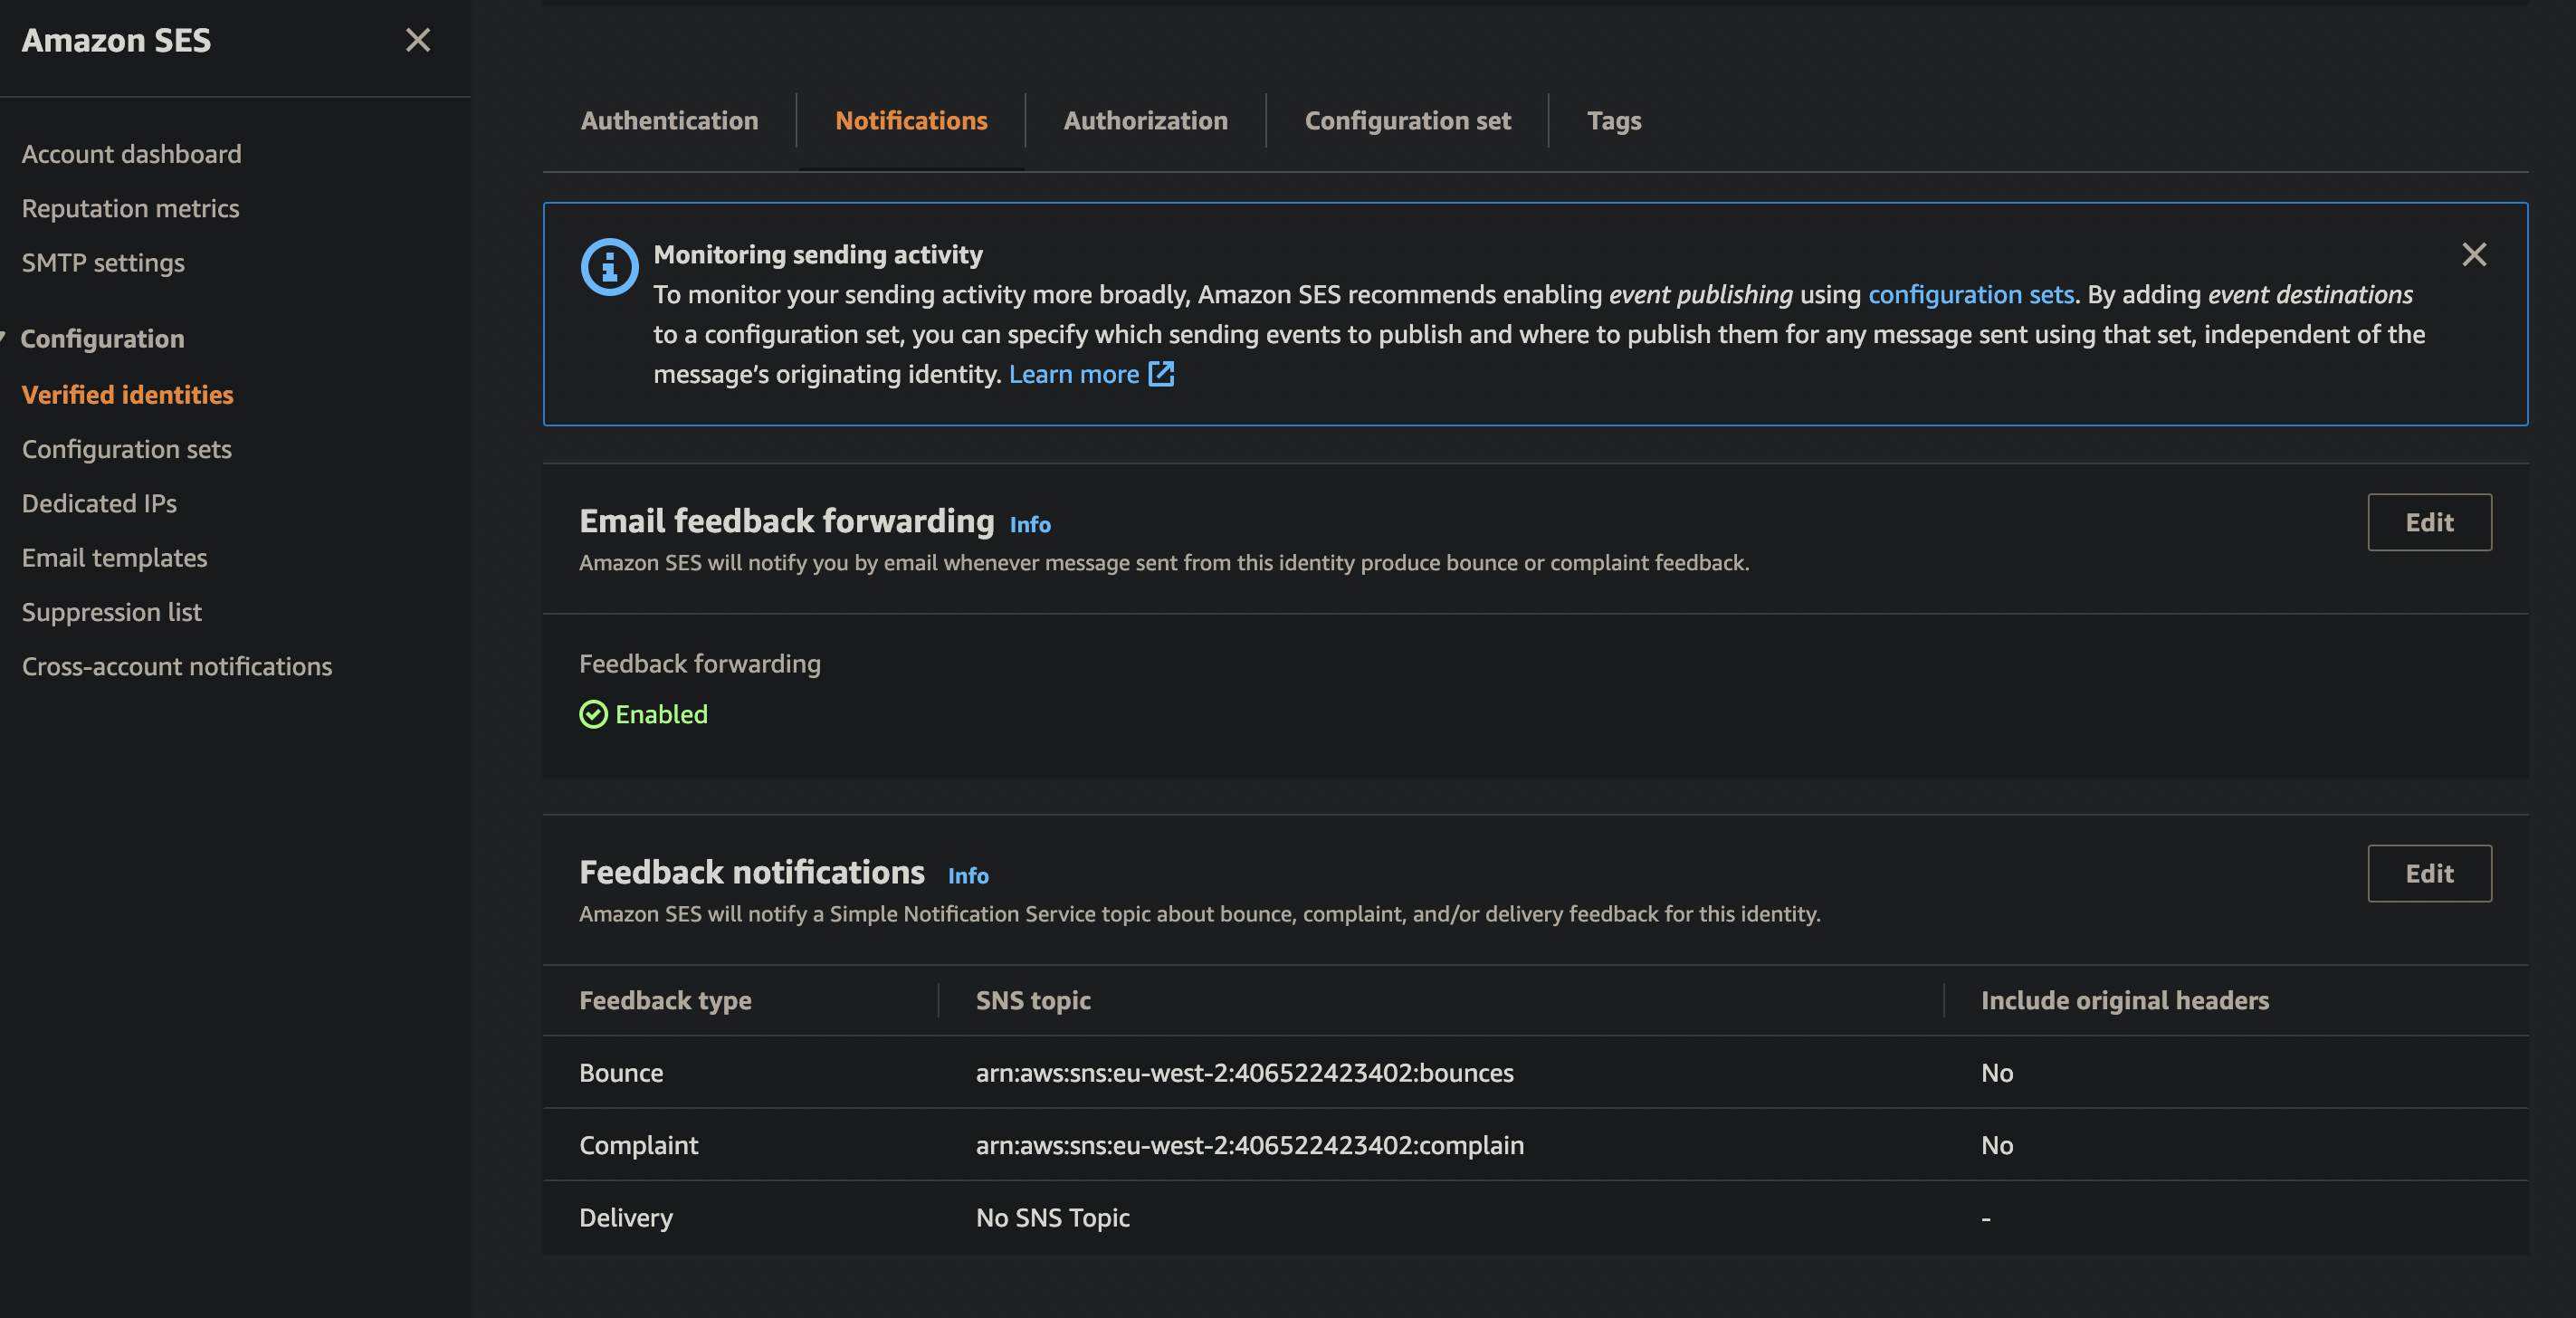 Amazon SES
Account dashboard
Reputation metrics
SMTP settings
Configuration
Verified identities
Configuration sets
Dedicated IPs
Email templates
Suppression list
Cross-account notifications
Authentication
Notifications
Authorization
Configuration set
Tags
Monitoring sending activity
To monitor your sending activity more broadly, Amazon SES recommends enabling event publishing using configuration sets. By adding event destinations
to a configuration set, you can specify which sending events to publish and where to publish them for any message sent using that set, independent of the
message's originating identity. Learn more
Email feedback forwarding Info
Edit
Amazon SES will notify you by email whenever message sent from this identity produce bounce or complaint feedback.
Feedback forwarding
Enabled
Feedback notifications Info
Edit
Amazon SES will notify a Simple Notification Service topic about bounce, complaint, and/or delivery feedback for this identity.
Feedback type SNS topic Include original headers
Bounce arn:aws:sns:eu-west-2:406522423402:bounces No
Complaint arn:aws:sns:eu-west-2:406522423402:complain No
Delivery No SNS Topic -